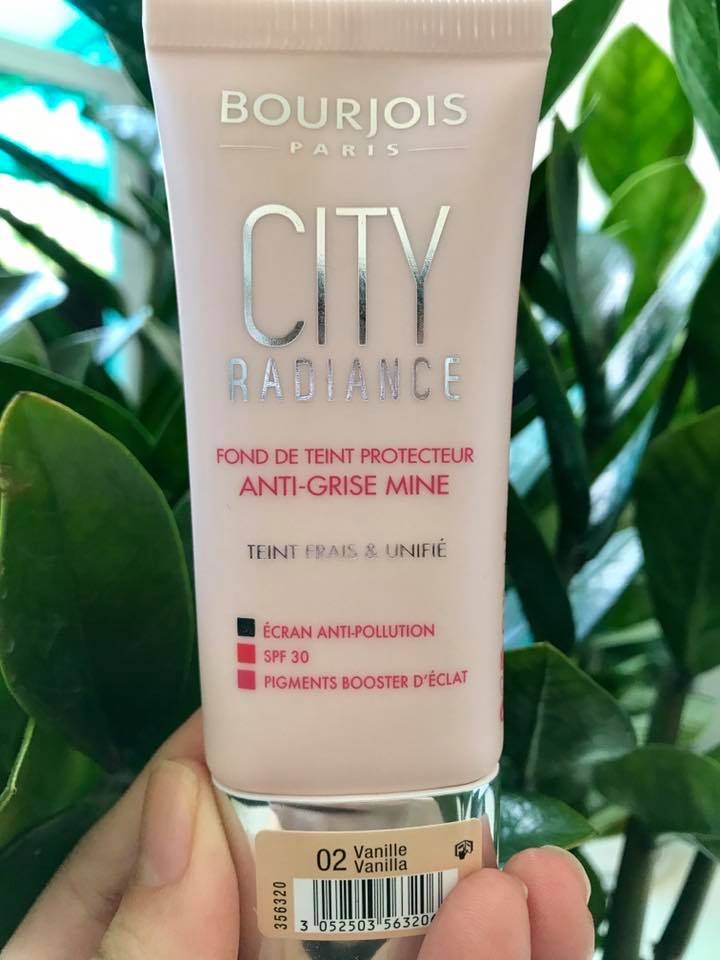 BOURJOIS
PARIS
CITY
RADIANCE
FOND DE TEINT PROTECTEUR
ANTI-GRISE MINE
TEINT FRAIS & UNIFIÉ
ÉCRAN ANTI-POLLUTION
SPF 30
PIGMENTS BOOSTER D'ÉCLAT
02 Vanille
Vanilla
356320
3 052503 56320